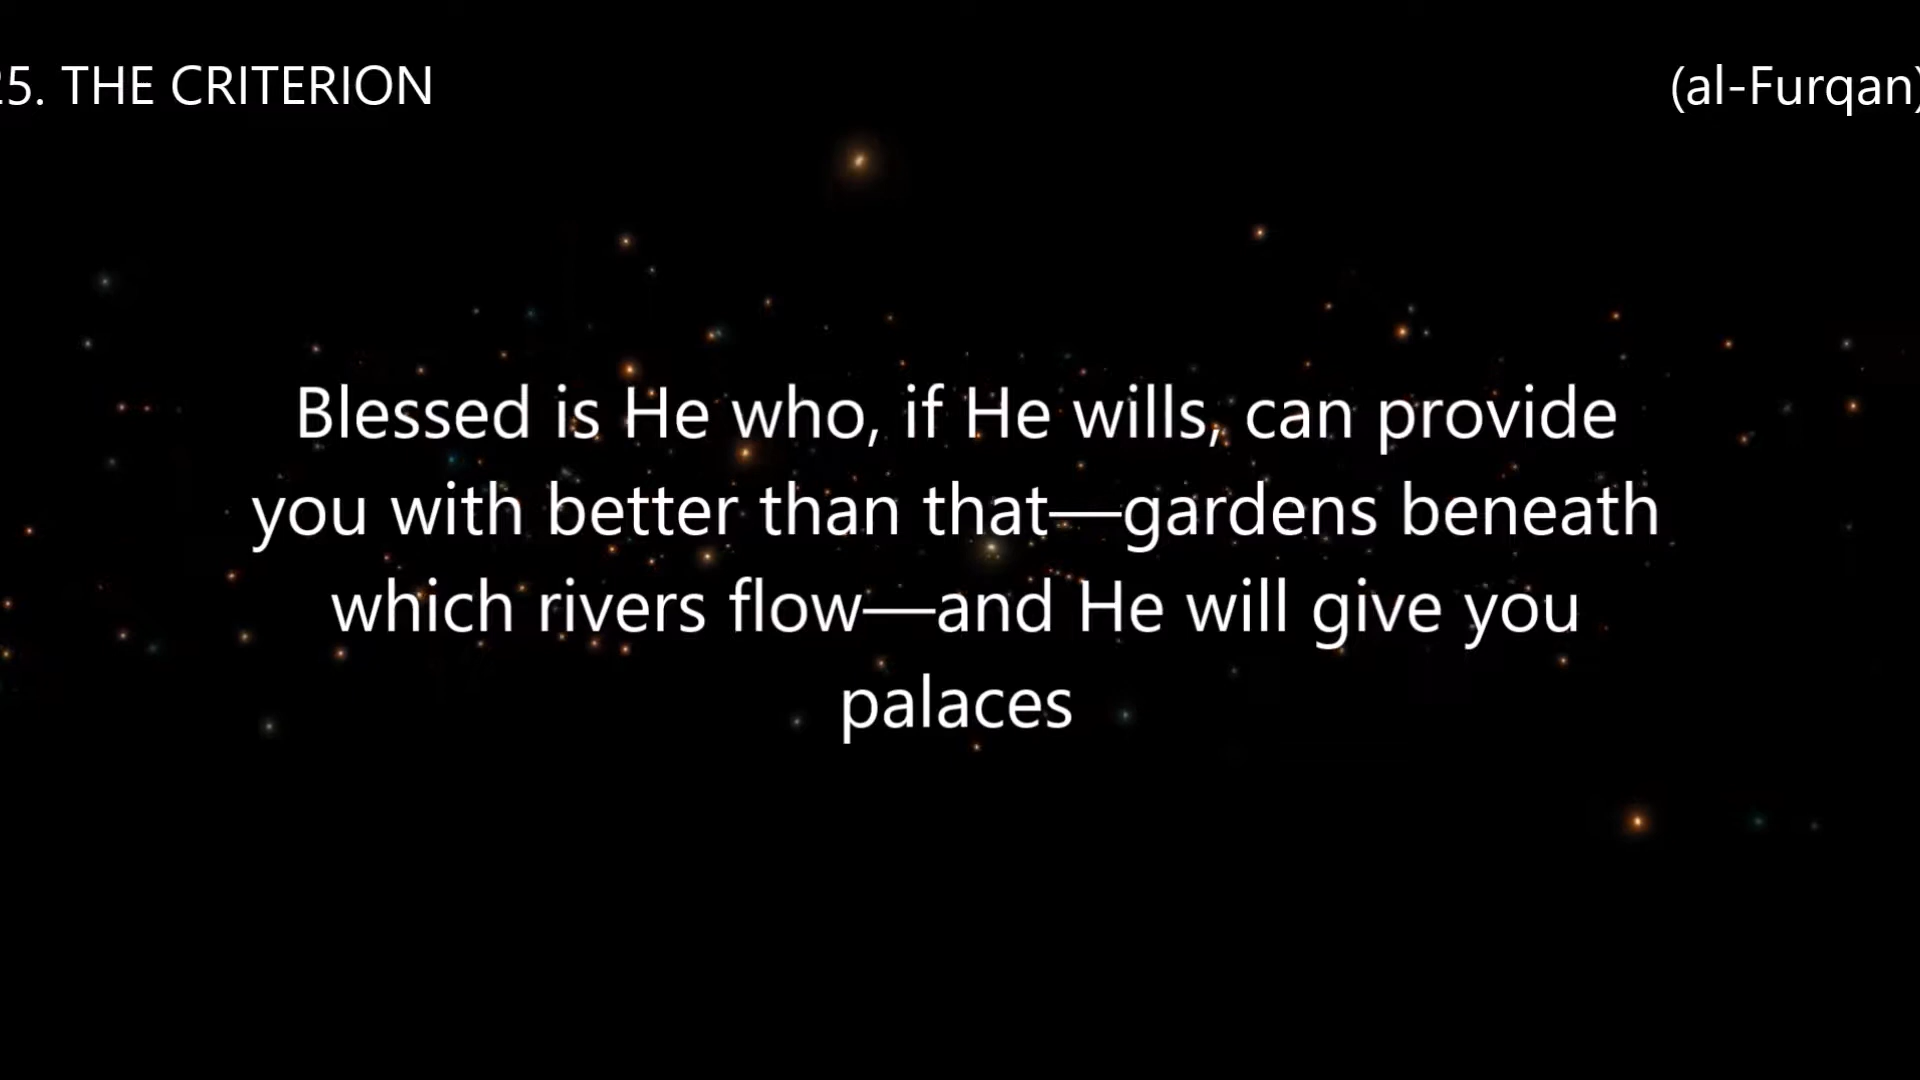 25. THE CRITERION (al-Furqan)
Blessed is He who, if He wills, can provide
you with better than that—gardens beneath
which rivers flow—and He will give you
palaces